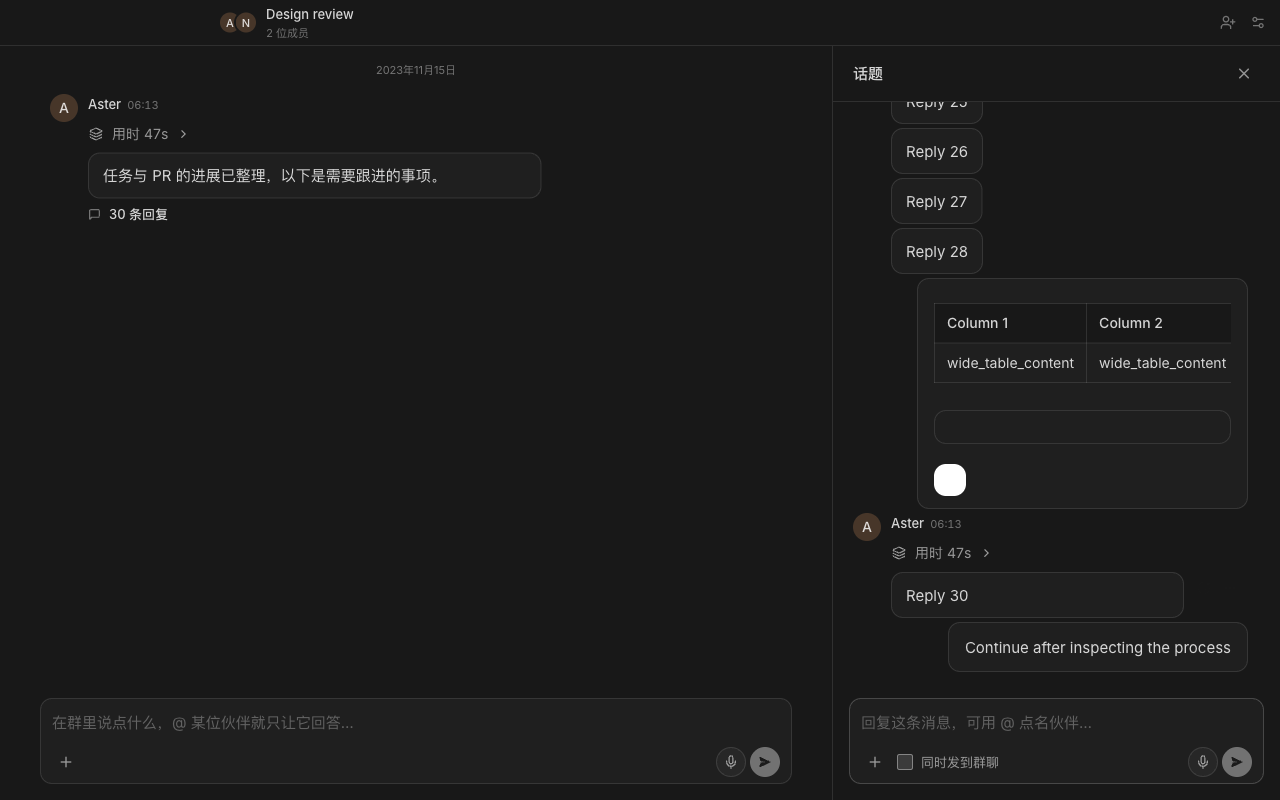 A N
Design review
2 位成员
2023年11月15日
A
Aster 06:13
用时 47s
任务与 PR 的进展已整理，以下是需要跟进的事项。
30 条回复
在群里说点什么，@ 某位伙伴就只让它回答...
话题
Reply 25
Reply 26
Reply 27
Reply 28
Column 1 Column 2
wide_table_content wide_table_content
A
Aster 06:13
用时 47s
Reply 30
Continue after inspecting the process
回复这条消息，可用 @ 点名伙伴...
同时发到群聊